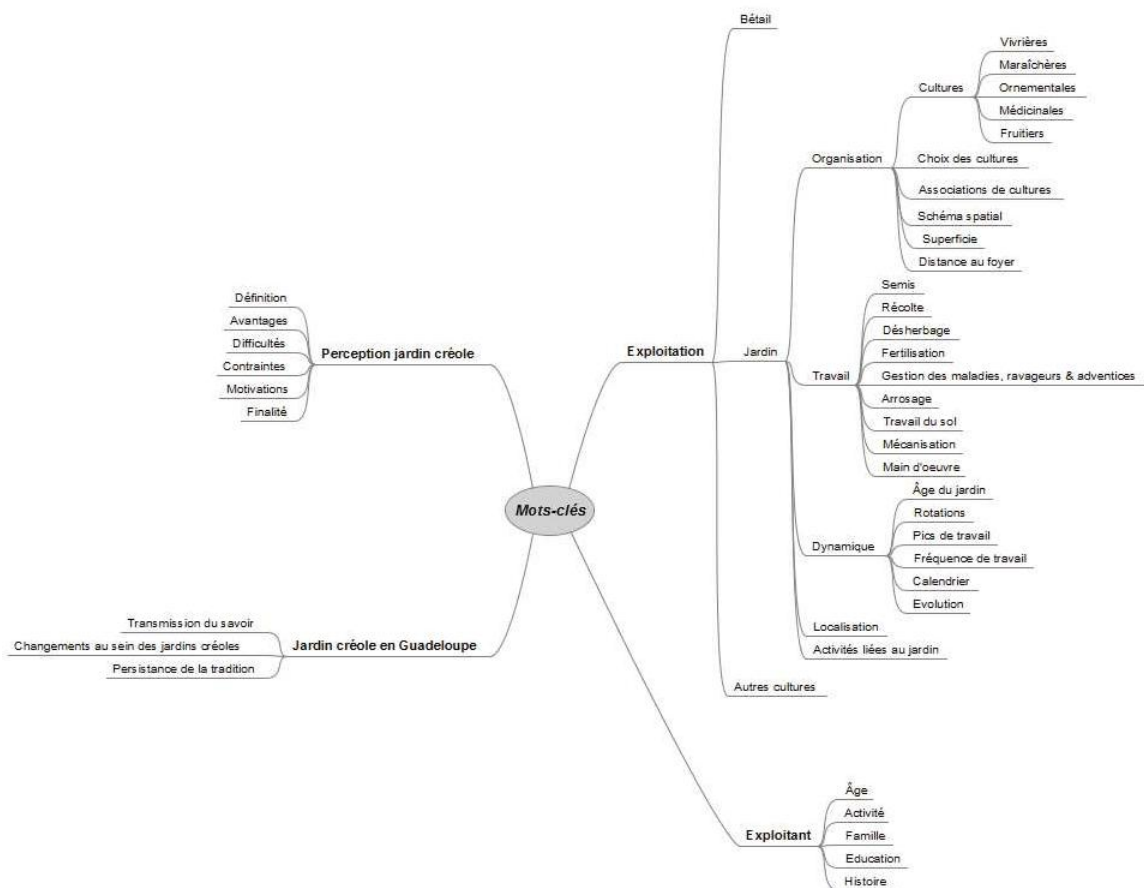 Mots-clés
Perception jardin créole
Définition
Avantages
Difficultés
Contraintes
Motivations
Finalité
Jardin créole en Guadeloupe
Transmission du savoir
Changements au sein des jardins créoles
Persistance de la tradition
Exploitation
Bétail
Jardin
Organisation
Cultures
Vivrières
Maraîchères
Ornementales
Médicinales
Fruitiers
Choix des cultures
Associations de cultures
Schéma spatial
Superficie
Distance au foyer
Travail
Semis
Récolte
Désherbage
Fertilisation
Gestion des maladies, ravageurs & adventices
Arrosage
Travail du sol
Mécanisation
Main d'oeuvre
Dynamique
Âge du jardin
Rotations
Pics de travail
Fréquence de travail
Calendrier
Evolution
Localisation
Activités liées au jardin
Autres cultures
Exploitant
Âge
Activité
Famille
Education
Histoire